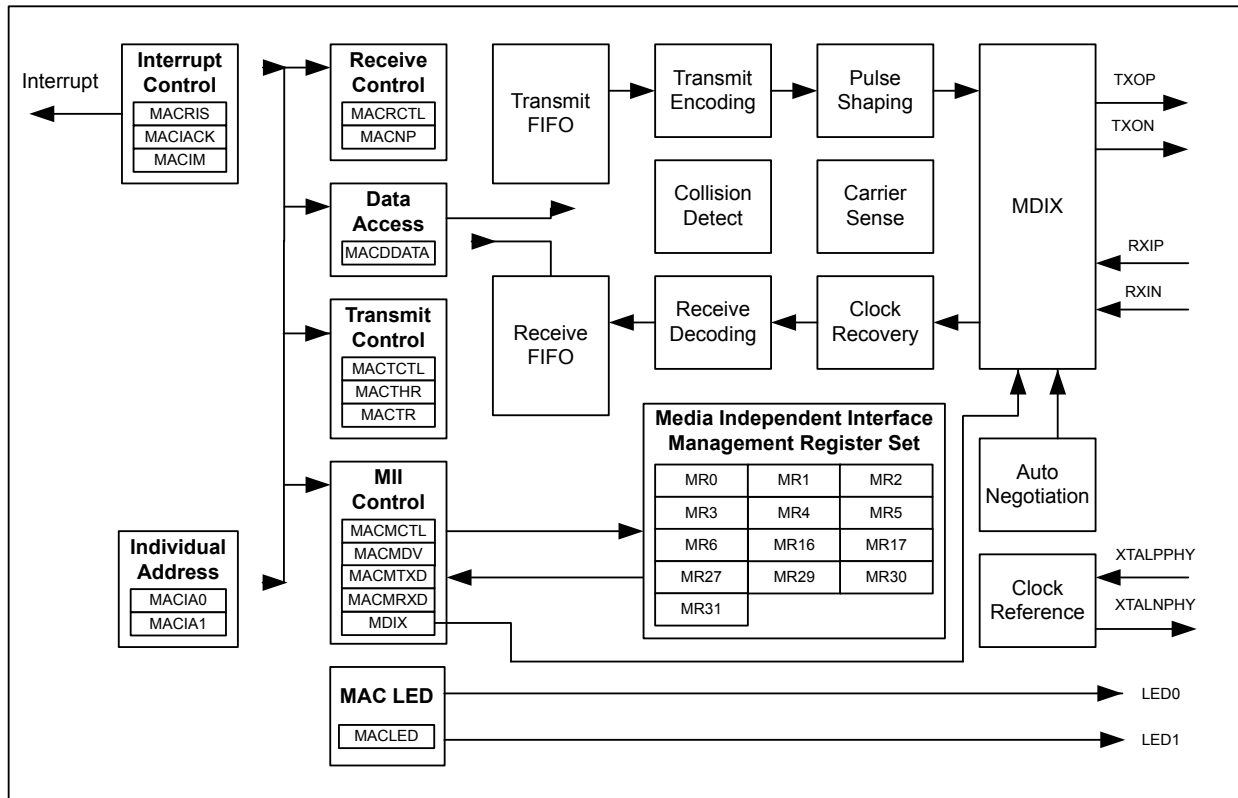 Interrupt
Interrupt
Control
MACRIS
MACIACK
MACIM
Receive
Control
MACRCTL
MACNP
Data
Access
MACDDATA
Transmit
Control
MACTCTL
MACTHR
MACTR
MII
Control
MACMCTL
MACMDV
MACMTXD
MACMRXD
MDIX
Individual
Address
MACIA0
MACIA1
MAC LED
MACLED
Transmit
FIFO
Transmit
Encoding
Pulse
Shaping
Collision
Detect
Carrier
Sense
Receive
FIFO
Receive
Decoding
Clock
Recovery
MDIX
TXOP
TXON
RXIP
RXIN
Media Independent Interface
Management Register Set
MR0 MR1 MR2
MR3 MR4 MR5
MR6 MR16 MR17
MR27 MR29 MR30
MR31
Auto
Negotiation
Clock
Reference
XTALPPHY
XTALNPHY
LED0
LED1